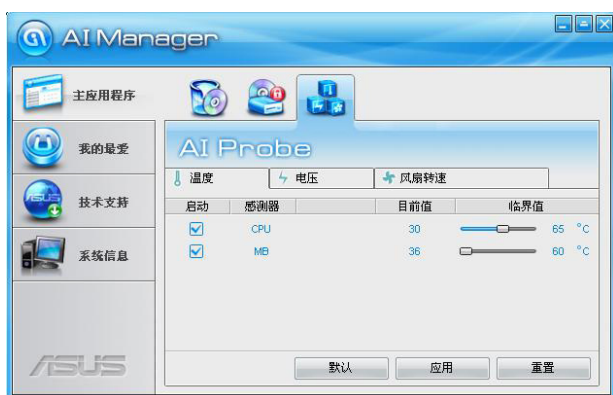 AI Manager
主应用程序
我的最爱
技术支持
系统信息
AI Probe
温度 电压 风扇转速
启动 感测器 目前值 临界值
CPU 30 65 °C
MB 36 60 °C
默认 应用 重置
ASUS